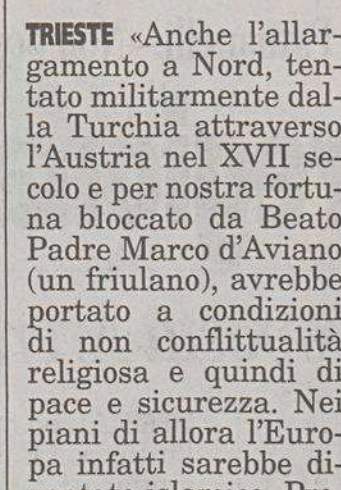 TRIESTE «Anche l'allar-
gamento a Nord, ten-
tato militarmente dal-
la Turchia attraverso
l'Austria nel XVII se-
colo e per nostra fortu-
na bloccato da Beato
Padre Marco d'Aviano
(un friulano), avrebbe
portato a condizioni
di non conflittualità
religiosa e quindi di
pace e sicurezza. Nei
piani di allora l'Euro-
pa infatti sarebbe di-